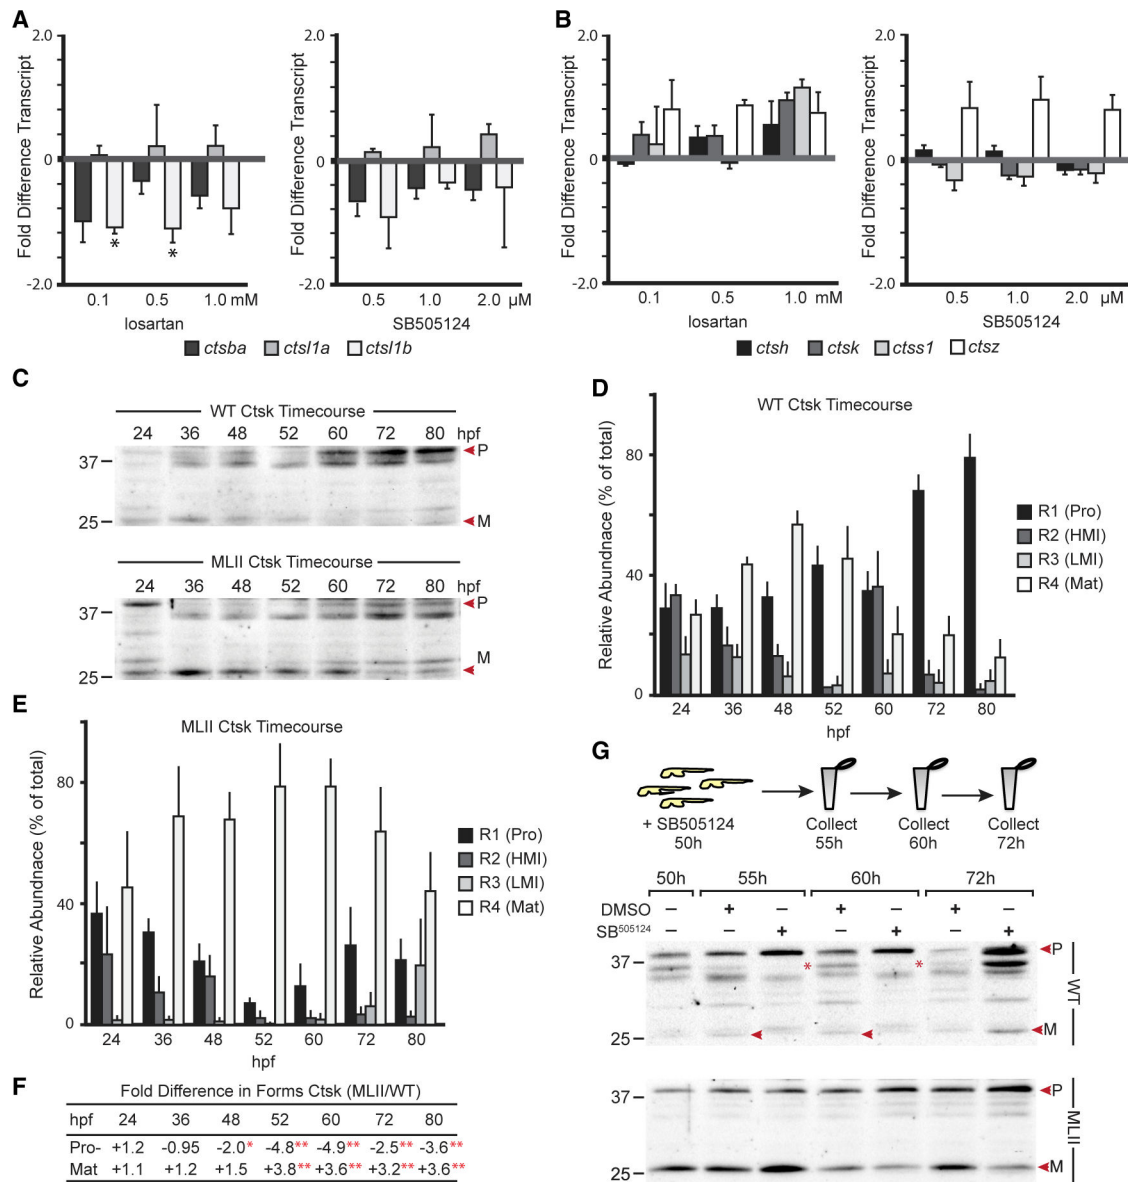 A
2.0
0
-2.0
Fold Difference Transcript
0.1 0.5 1.0 mM
losartan
*
*
2.0
0
-2.0
Fold Difference Transcript
0.5 1.0 2.0 µM
SB505124
ctsba ctsl1a ctsl1b
B
2.0
0
-2.0
Fold Difference Transcript
0.1 0.5 1.0 mM
losartan
2.0
0
-2.0
Fold Difference Transcript
0.5 1.0 2.0 µM
SB505124
ctsh ctsk ctss1 ctsz
C
WT Ctsk Timecourse
24 36 48 52 60 72 80 hpf
37
25
P
M
MLII Ctsk Timecourse
24 36 48 52 60 72 80 hpf
37
25
P
M
D
WT Ctsk Timecourse
Relative Abundnace (% of total)
80
40
0
24 36 48 52 60 72 80
hpf
R1 (Pro)
R2 (HMI)
R3 (LMI)
R4 (Mat)
E
MLII Ctsk Timecourse
Relative Abundnace (% of total)
80
40
0
24 36 48 52 60 72 80
hpf
R1 (Pro)
R2 (HMI)
R3 (LMI)
R4 (Mat)
F
Fold Difference in Forms Ctsk (MLII/WT)
hpf 24 36 48 52 60 72 80
Pro- +1.2 -0.95 -2.0* -4.8** -4.9** -2.5** -3.6**
Mat +1.1 +1.2 +1.5 +3.8** +3.6** +3.2** +3.6**
G
+ SB505124
50h
Collect
55h
Collect
60h
Collect
72h
50h 55h 60h 72h
DMSO − + − + − + −
SB505124 − − + − + − +
37
25
*
*
P
M
WT
37
25
P
M
MLII